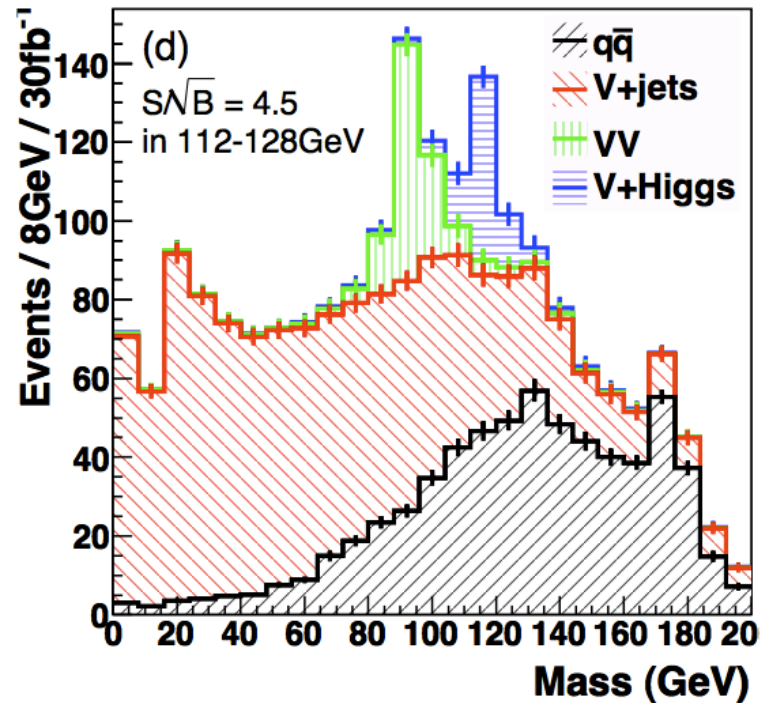 (d)
S/√B = 4.5
in 112-128GeV
qq̅
V+jets
VV
V+Higgs
Events / 8GeV / 30fb⁻¹
140
120
100
80
60
40
20
0
0 20 40 60 80 100 120 140 160 180 20
Mass (GeV)